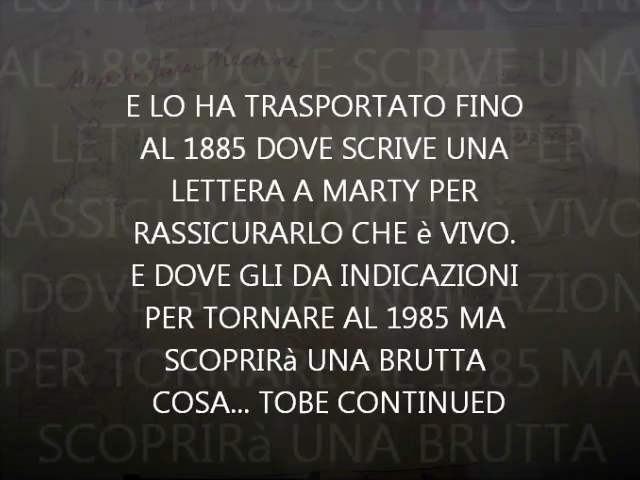 E LO HA TRASPORTATO FINO
AL 1885 DOVE SCRIVE UNA
LETTERA A MARTY PER
RASSICURARLO CHE è VIVO.
E DOVE GLI DA INDICAZIONI
PER TORNARE AL 1985 MA
SCOPRIRà UNA BRUTTA
COSA... TOBE CONTINUED